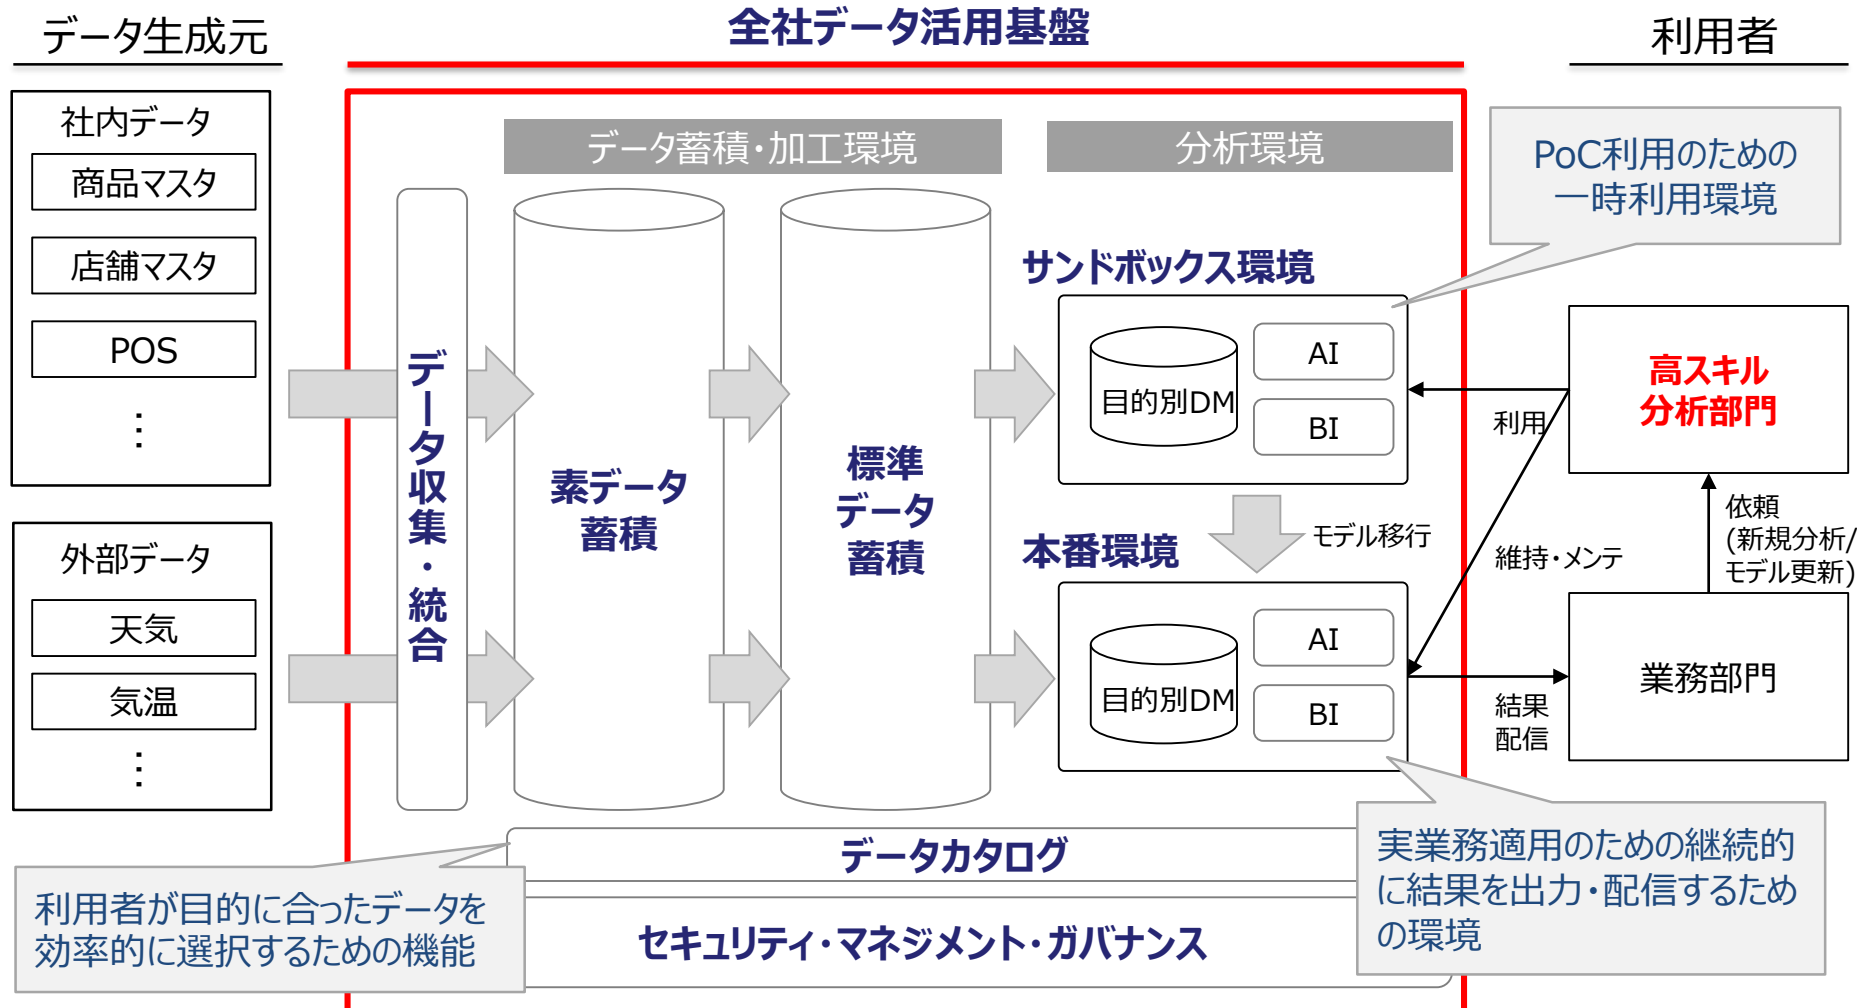 データ生成元
全社データ活用基盤
利用者
社内データ
商品マスタ
店舗マスタ
POS
…
外部データ
天気
気温
…
データ収集・統合
データ蓄積・加工環境
素データ
蓄積
標準
データ
蓄積
分析環境
サンドボックス環境
目的別DM
AI
BI
モデル移行
本番環境
目的別DM
AI
BI
PoC利用のための
一時利用環境
高スキル
分析部門
利用
維持・メンテ
依頼
(新規分析/
モデル更新)
業務部門
結果
配信
データカタログ
セキュリティ・マネジメント・ガバナンス
利用者が目的に合ったデータを
効率的に選択するための機能
実業務適用のための継続的
に結果を出力・配信するため
の環境